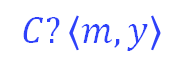 C? ⟨m, y⟩